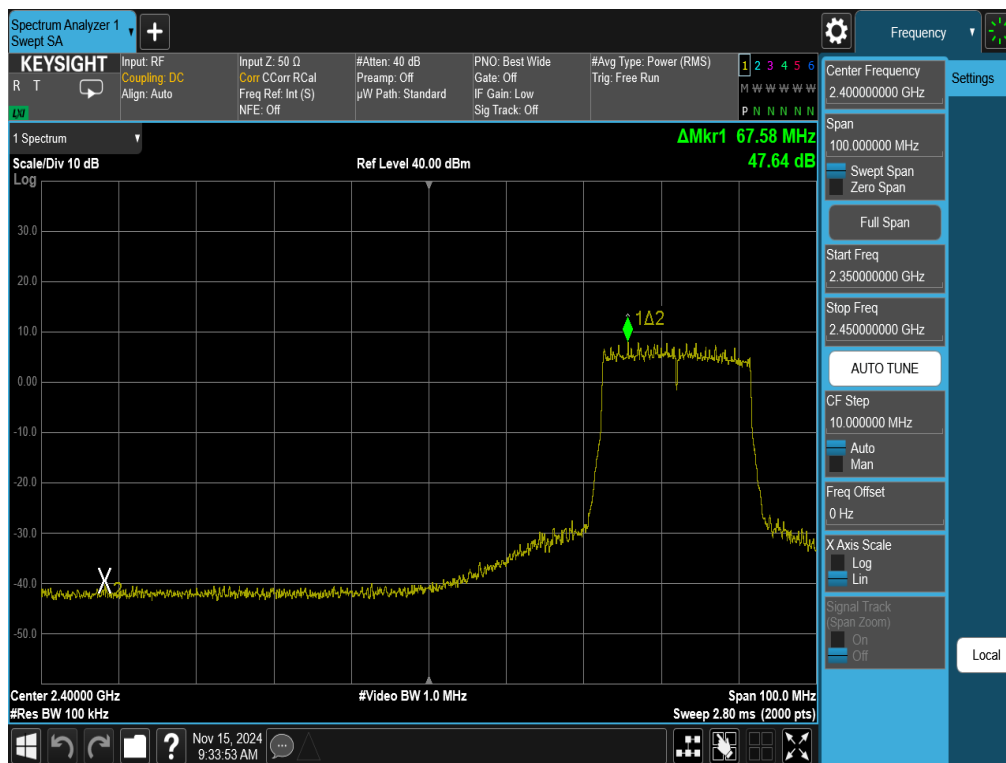 Spectrum Analyzer 1
Swept SA
Frequency
KEYSIGHT
R T
LXI
Input: RF
Coupling: DC
Align: Auto
Input Z: 50 Ω
Corr CCorr RCal
Freq Ref: Int (S)
NFE: Off
#Atten: 40 dB
Preamp: Off
µW Path: Standard
PNO: Best Wide
Gate: Off
IF Gain: Low
Sig Track: Off
#Avg Type: Power (RMS)
Trig: Free Run
1 2 3 4 5 6
M W W W W W
P N N N N N
1 Spectrum
Scale/Div 10 dB
Log
Ref Level 40.00 dBm
ΔMkr1 67.58 MHz
47.64 dB
30.0
20.0
10.0
0.00
-10.0
-20.0
-30.0
-40.0
-50.0
1Δ2
X2
Center 2.40000 GHz
#Res BW 100 kHz
#Video BW 1.0 MHz
Span 100.0 MHz
Sweep 2.80 ms (2000 pts)
Nov 15, 2024
9:33:53 AM
?
Center Frequency
2.400000000 GHz
Span
100.000000 MHz
Swept Span
Zero Span
Full Span
Start Freq
2.350000000 GHz
Stop Freq
2.450000000 GHz
AUTO TUNE
CF Step
10.000000 MHz
Auto
Man
Freq Offset
0 Hz
X Axis Scale
Log
Lin
Signal Track
(Span Zoom)
On
Off
Settings
Local